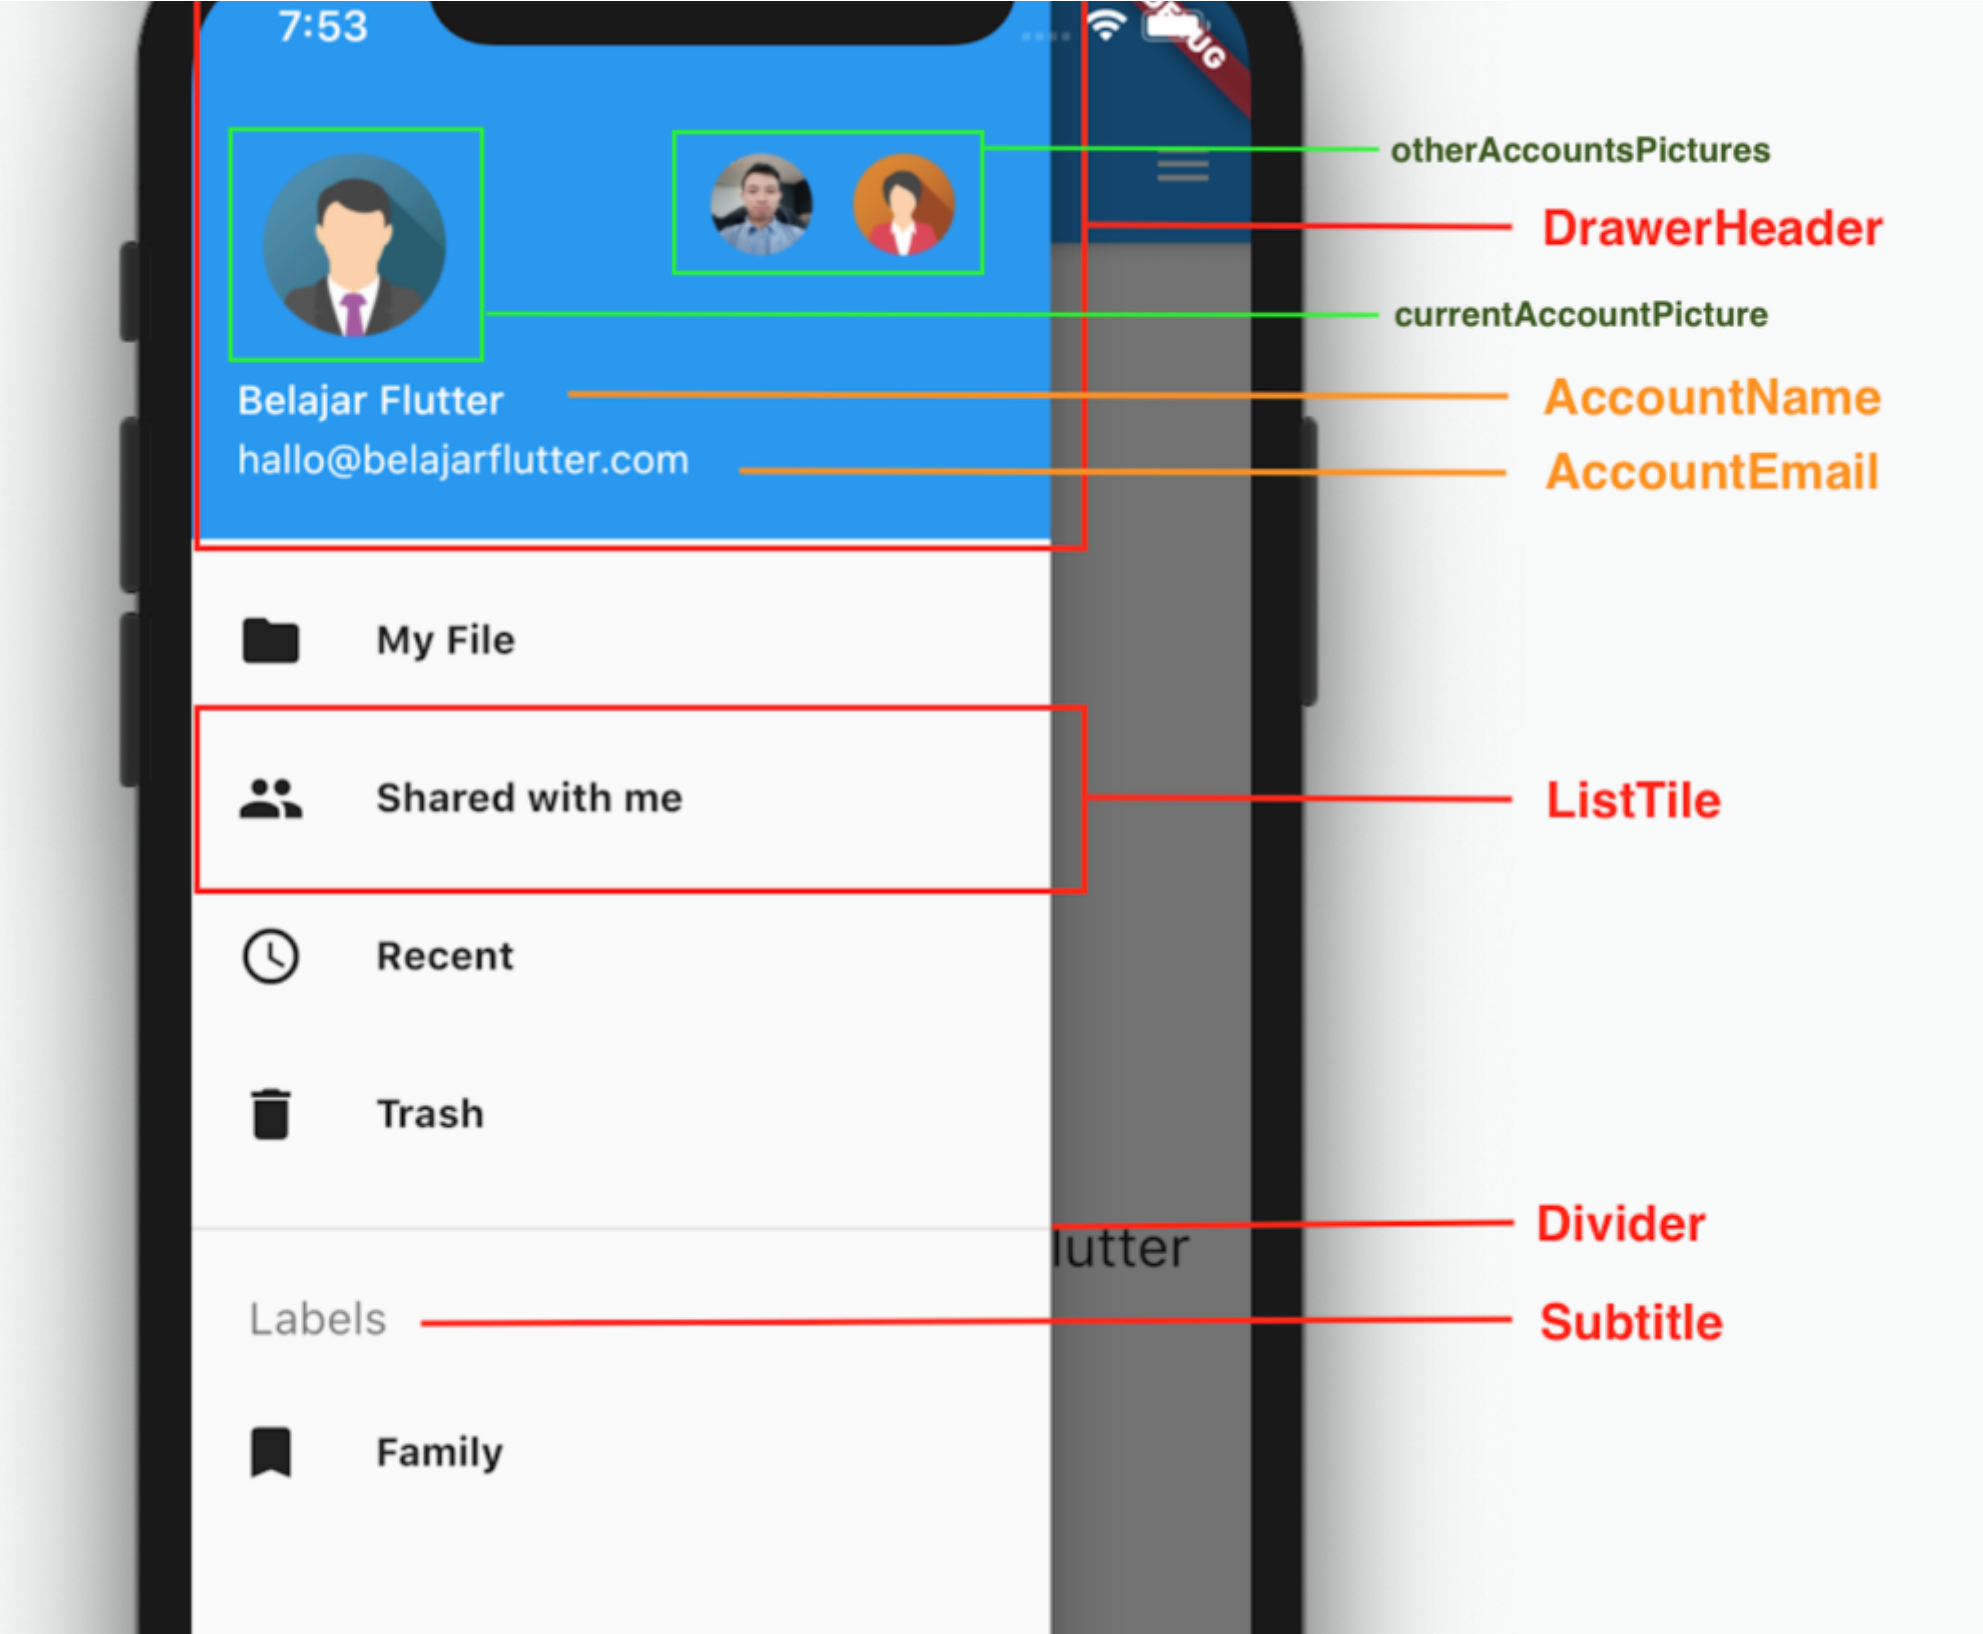 7:53
otherAccountsPictures
DrawerHeader
currentAccountPicture
Belajar Flutter
AccountName
hallo@belajarflutter.com
AccountEmail
My File
Shared with me
ListTile
Recent
Trash
Divider
lutter
Labels
Subtitle
Family